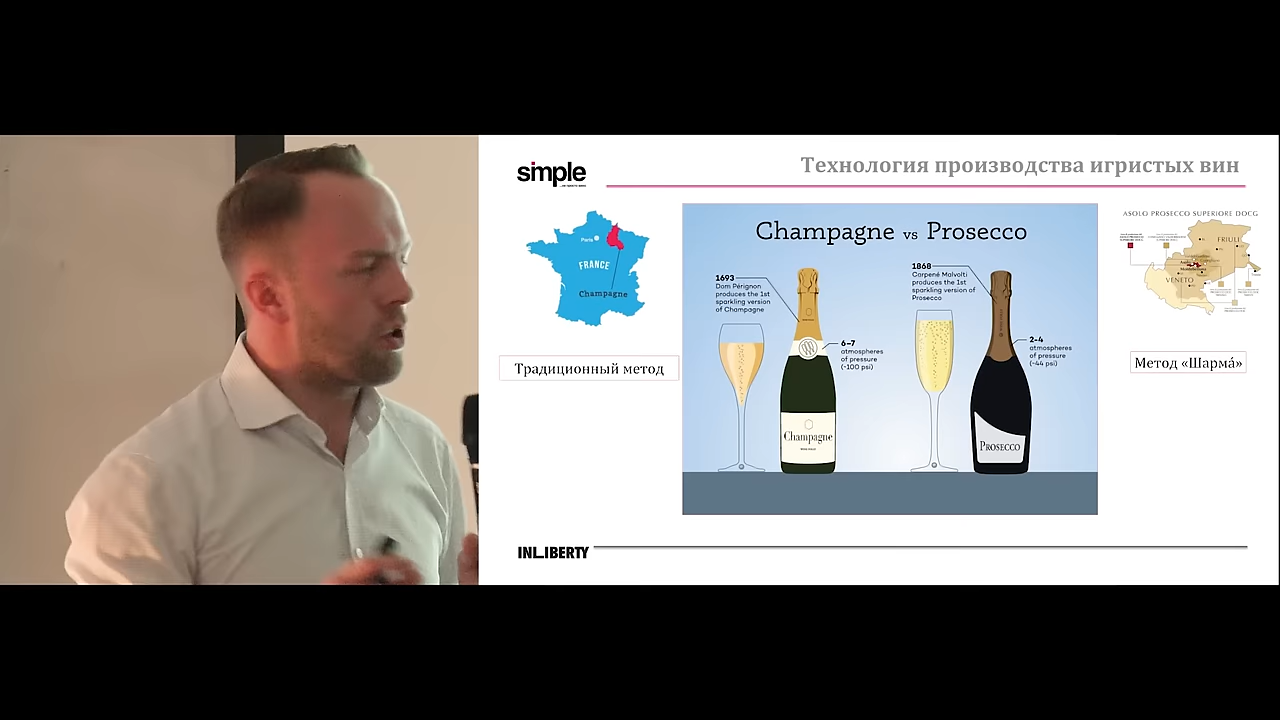 simple
Технология производства игристых вин
Paris
FRANCE
Champagne
Традиционный метод
Champagne vs Prosecco
1693
Dom Pérignon
produces the 1st
sparkling version
of Champagne
6–7
atmospheres
of pressure
(~100 psi)
Champagne
1868
Carpenè Malvolti
produces the 1st
sparkling version of
Prosecco
2-4
atmospheres
of pressure
(~44 psi)
PROSECCO
ASOLO PROSECCO SUPERIORE DOCG
FRIULI
VENETO
Метод «Шарма́»
INLIBERTY